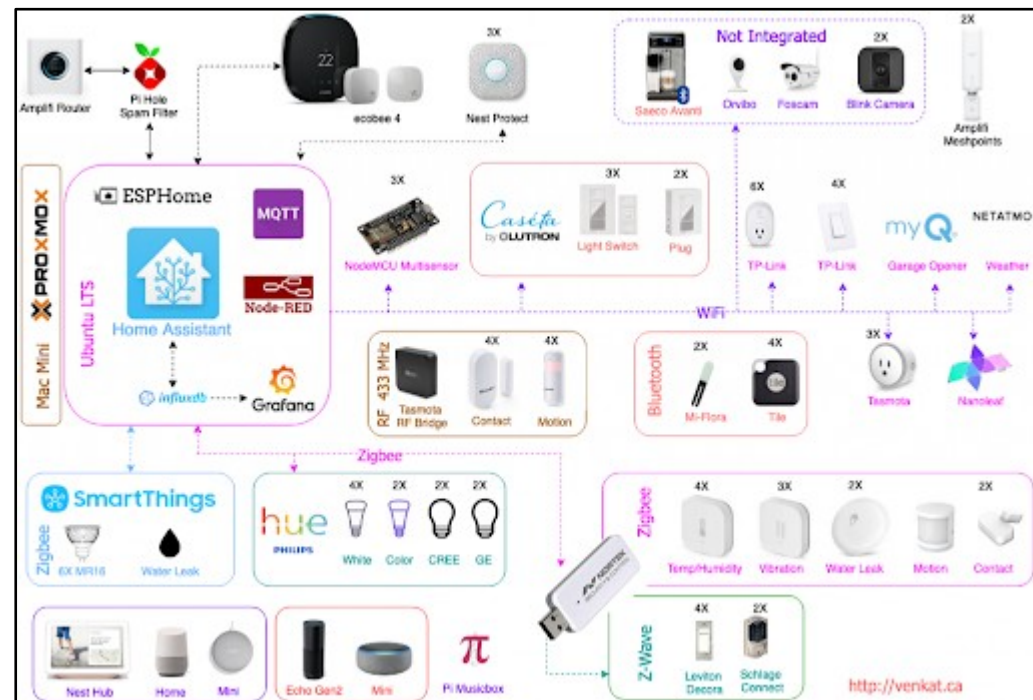 3X
Not Integrated
2X
2X
22
Amplifi Router
Pi Hole
Spam Filter
ecobee 4
Nest Protect
Saeco Avanti
Orvibo
Foscam
Blink Camera
Amplifi
Meshpoints
Mac Mini
PROXMOX
Ubuntu LTS
ESPHome
MQTT
Home Assistant
Node-RED
influxdb
Grafana
3X
NodeMCU Multisensor
Caséta
by LUTRON
3X
Light Switch
2X
Plug
6X
TP-Link
4X
TP-Link
myQ
Garage Opener
NETATMO
Weather
WiFi
RF 433 MHz
Tasmota
RF Bridge
4X
Contact
4X
Motion
Bluetooth
2X
Mi-Flora
4X
tile
Tile
3X
Tasmota
Nanoleaf
Zigbee
SmartThings
Zigbee
6X MR16
Water Leak
hue
PHILIPS
4X
White
2X
Color
2X
CREE
2X
GE
NORTEK
Zigbee
4X
Temp/Humidity
3X
Vibration
2X
Water Leak
Motion
2X
Contact
Nest Hub
Home
Mini
Echo Gen2
Mini
π
Pi Musicbox
Z-Wave
4X
Leviton
Decora
2X
Schlage
Connect
http://venkat.ca